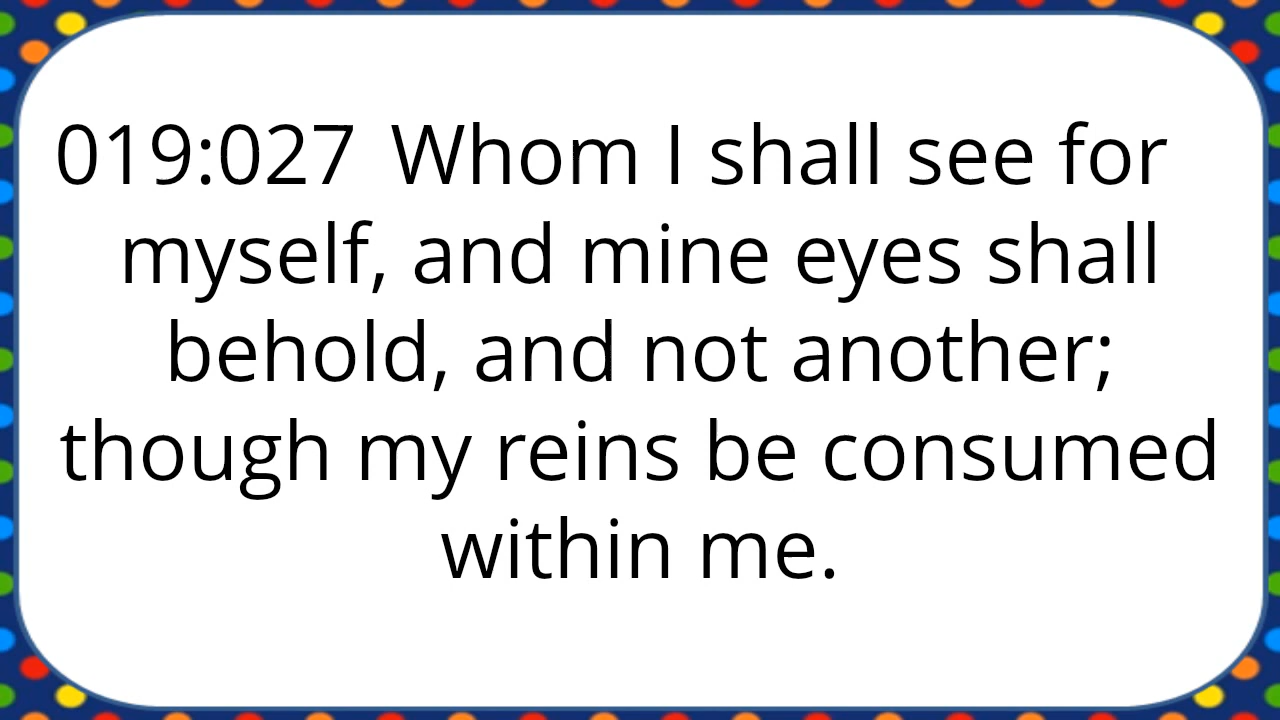 019:027 Whom I shall see for
myself, and mine eyes shall
behold, and not another;
though my reins be consumed
within me.